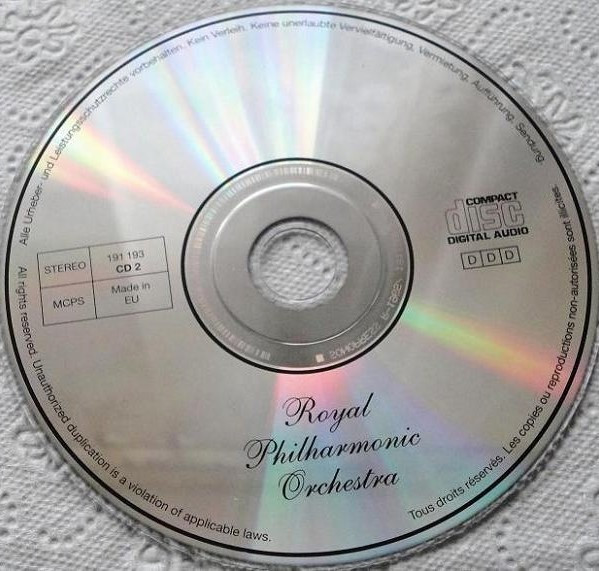 Alle Urheber- und Leistungsschutzrechte vorbehalten. Kein Verleih. Keine unerlaubte Vervielfältigung, Vermietung, Aufführung, Sendung.
COMPACT
disc
DIGITAL AUDIO
D D D
STEREO
191 193
CD 2
MCPS
Made in
EU
Royal
Philharmonic
Orchestra
All rights reserved. Unauthorized duplication is a violation of applicable laws.
Tous droits réservés. Les copies ou reproductions non-autorisées sont illicites.